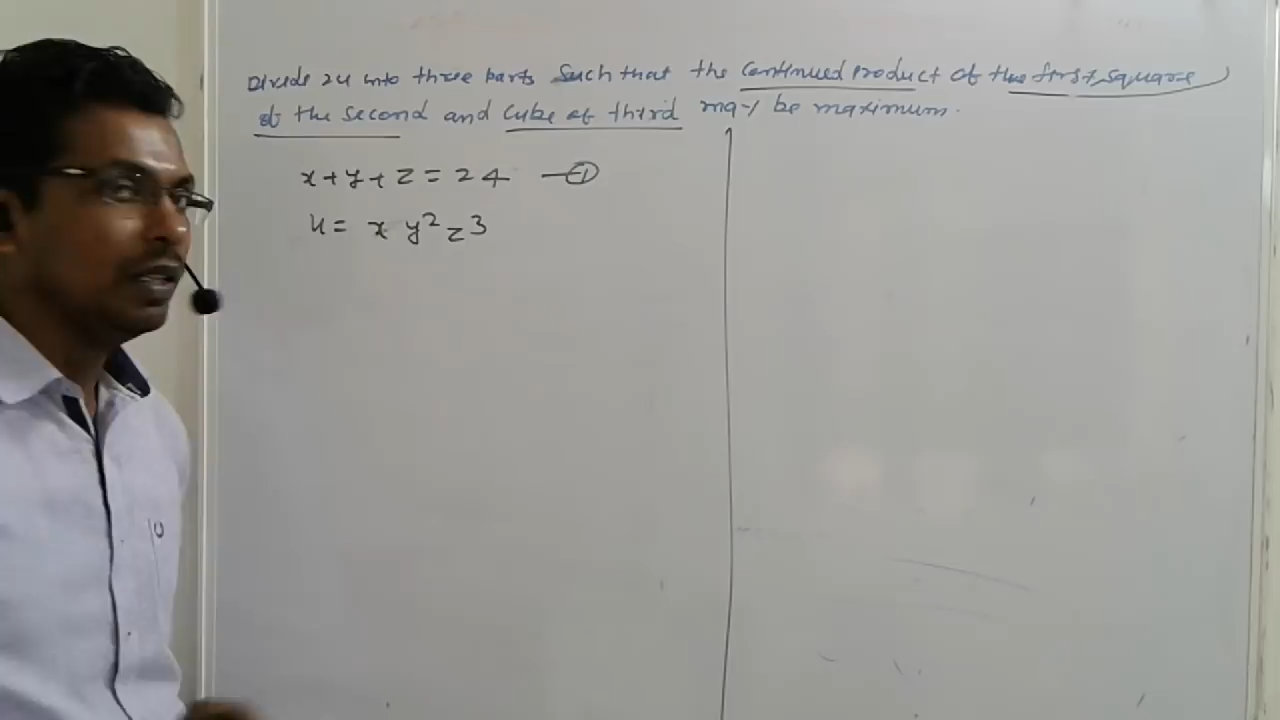 Divide 24 into three parts such that the continued product of the first, square
of the second and cube of third may be maximum.
x + y + z = 24 — ①
u = x y² z³